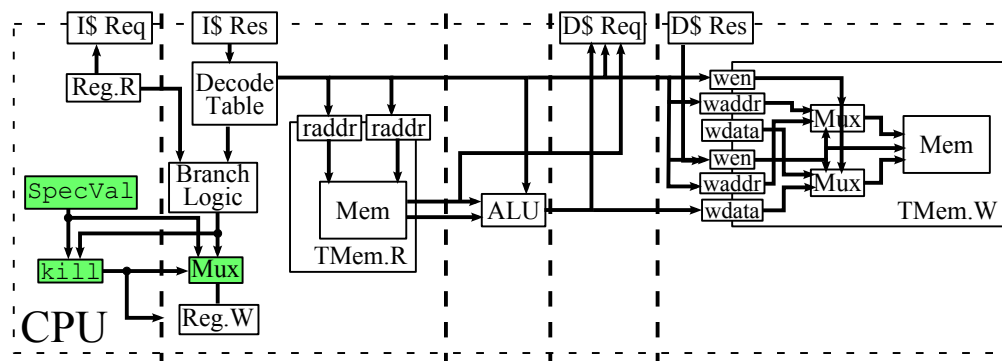 I$ Req
I$ Res
D$ Req
D$ Res
Reg.R
Decode
Table
raddr
raddr
wen
waddr
wdata
wen
waddr
wdata
Mux
Mux
Mem
TMem.W
Branch
Logic
SpecVal
Mem
TMem.R
ALU
kill
Mux
Reg.W
CPU